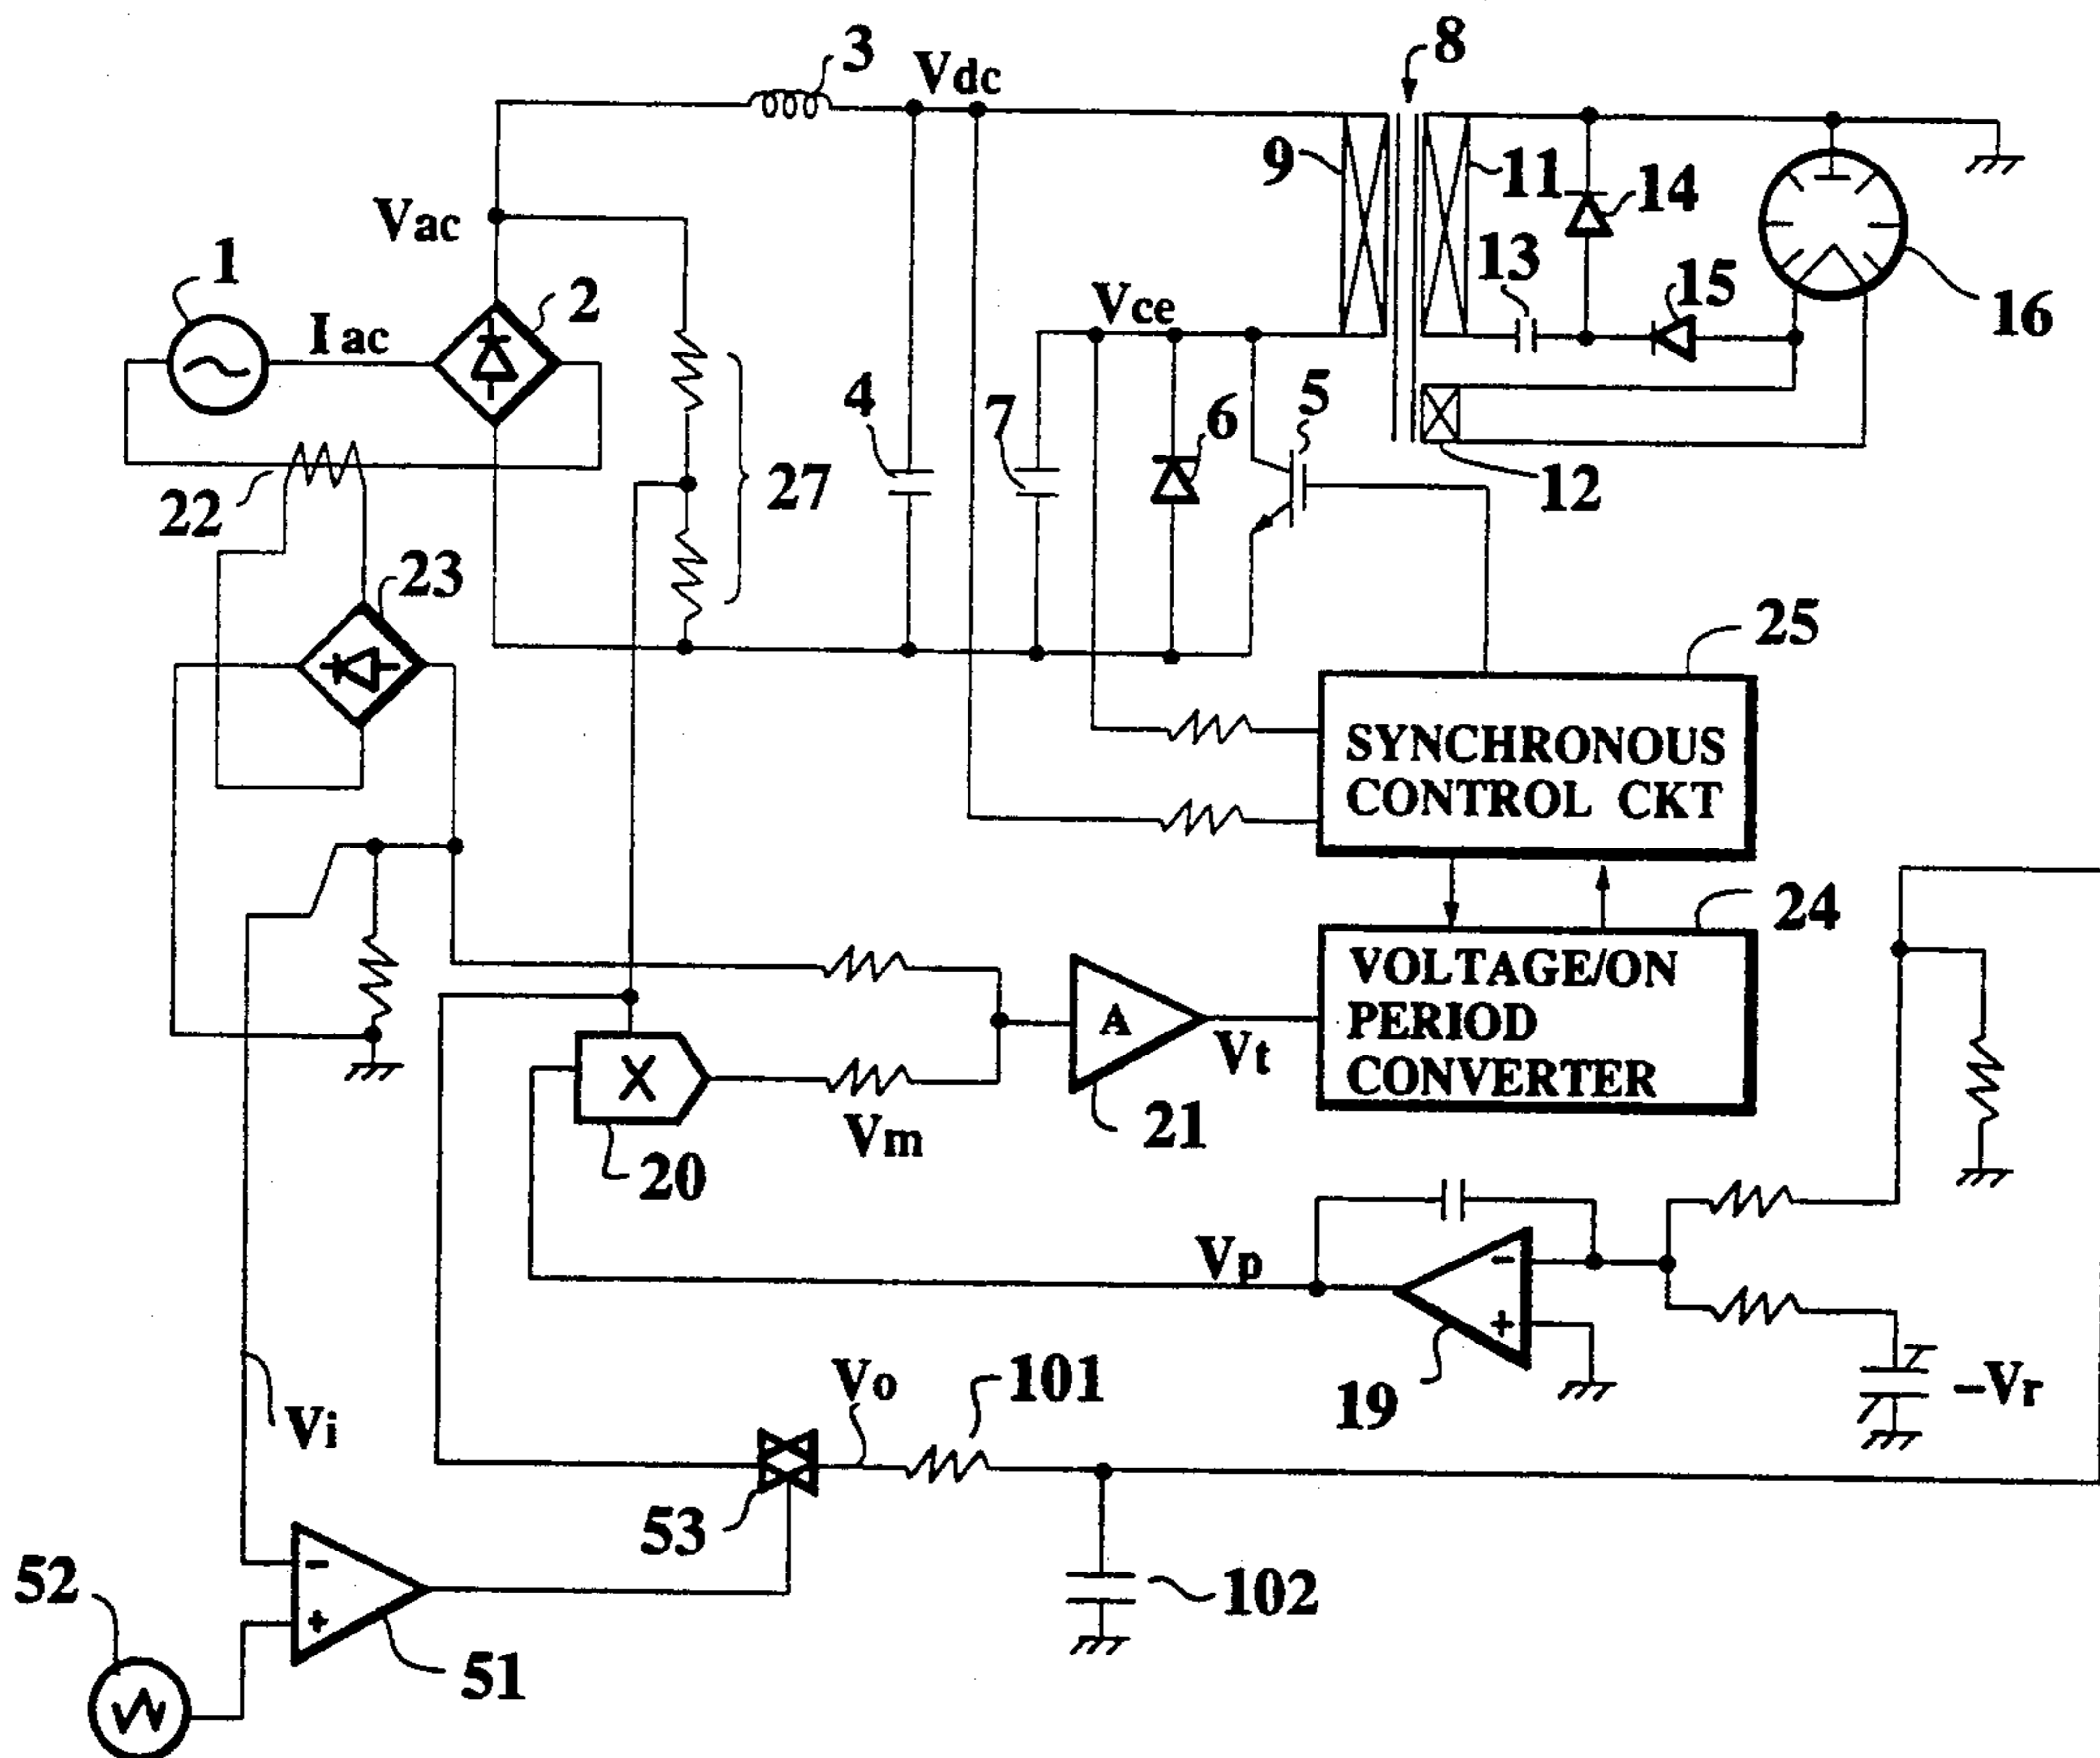 3
Vdc
8
9
11
14
Vac
1
2
13
15
16
Iac
Vce
4
7
6
5
12
27
22
23
25
SYNCHRONOUS
CONTROL CKT
24
VOLTAGE/ON
PERIOD
CONVERTER
A
Vt
21
X
Vm
20
Vp
-
+
19
-Vr
Vo
101
Vi
53
52
-
+
51
102